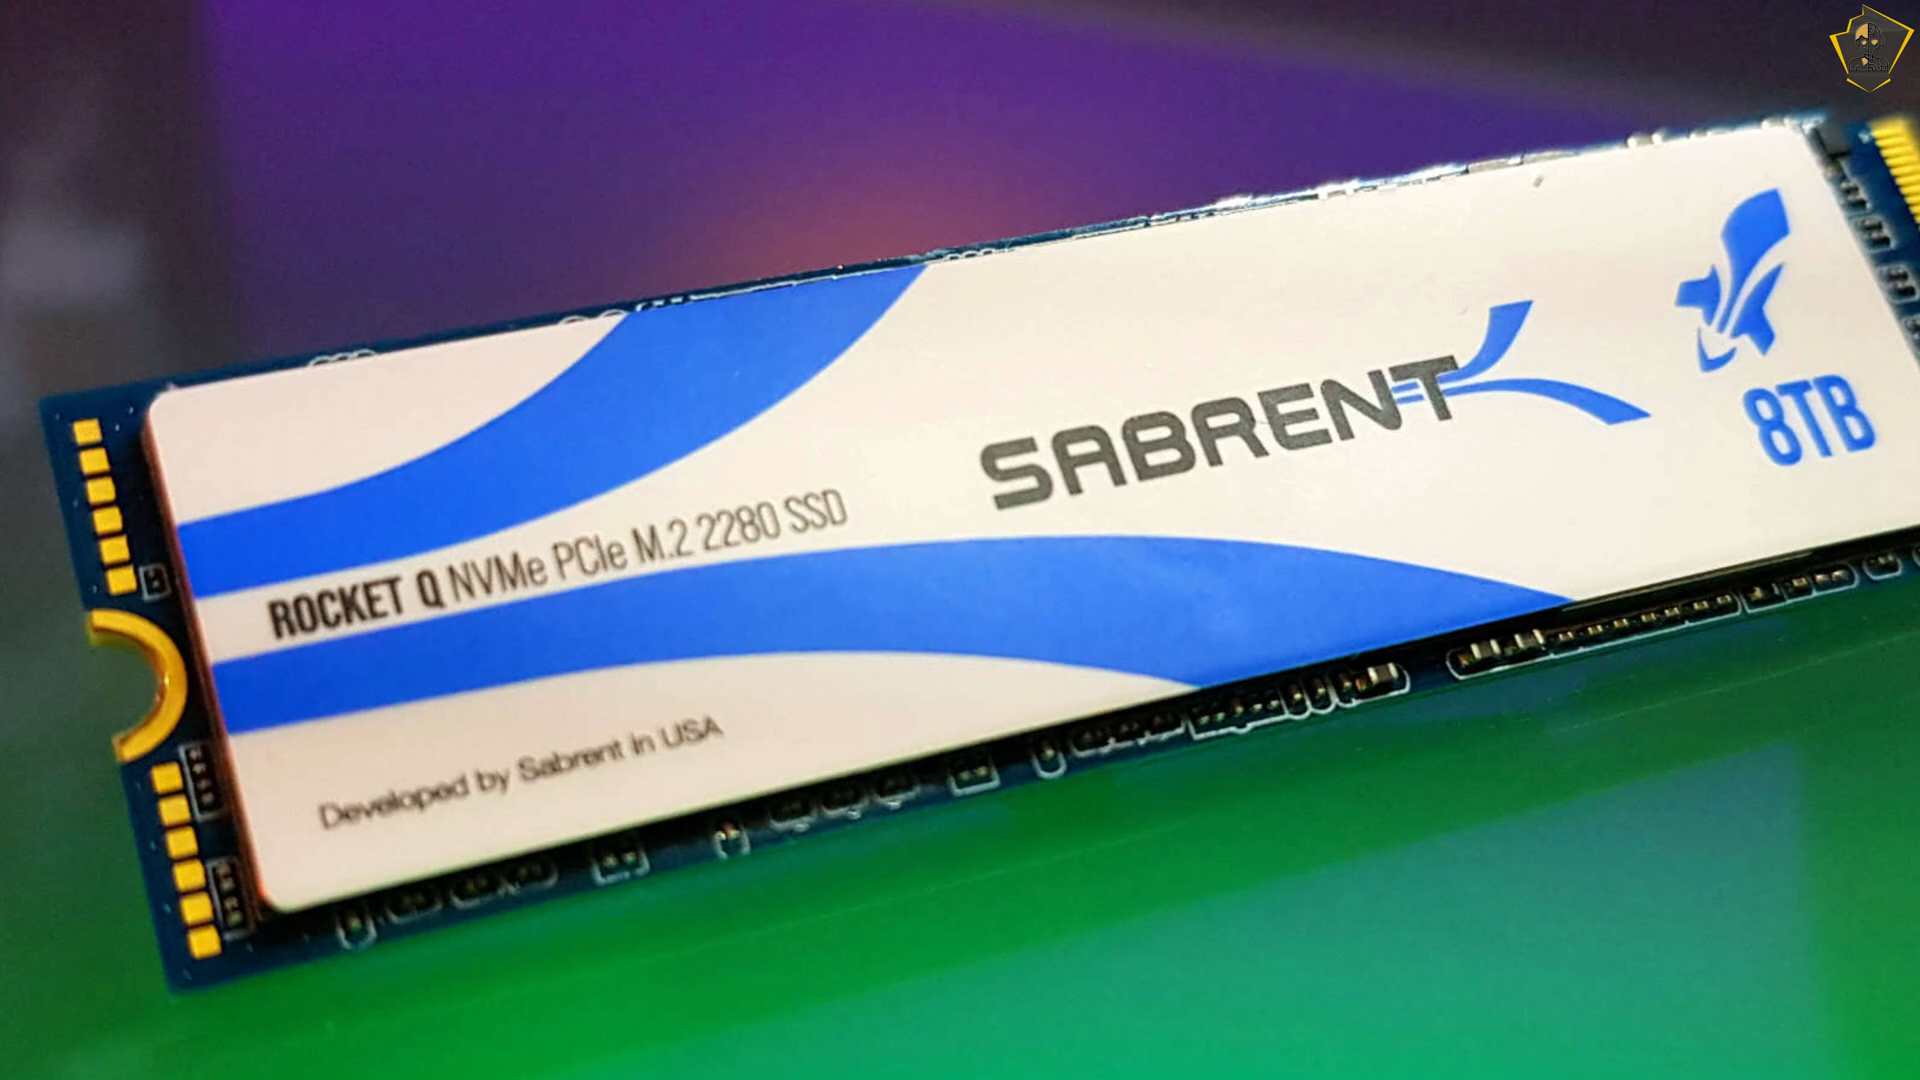 SABRENT
8TB
ROCKET Q NVMe PCIe M.2 2280 SSD
Developed by Sabrent in USA